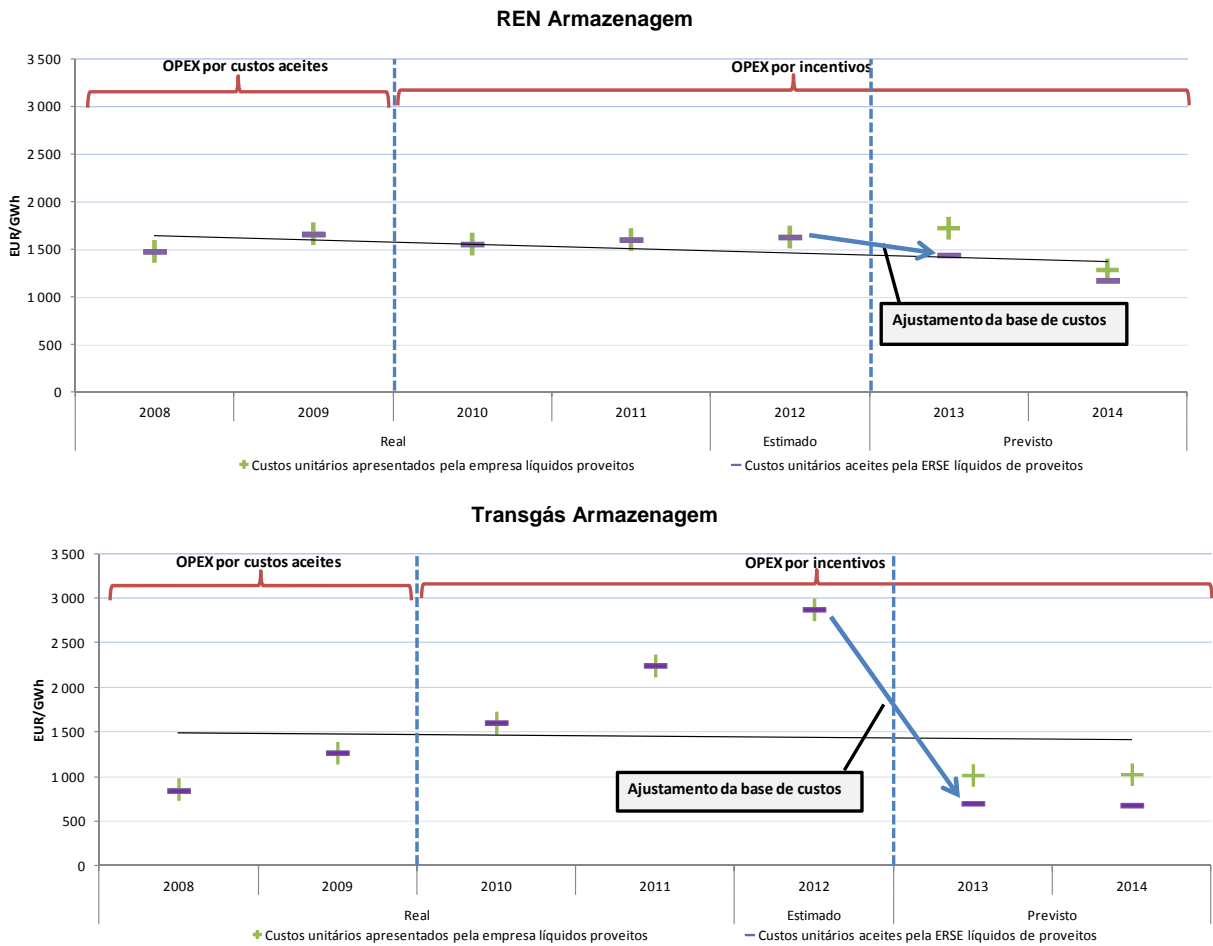 REN Armazenagem
OPEX por custos aceites
OPEX por incentivos
3 500
3 000
2 500
2 000
1 500
1 000
500
0
EUR/GWh
Ajustamento da base de custos
2008 2009 2010 2011 2012 2013 2014
Real Estimado Previsto
Custos unitários apresentados pela empresa líquidos proveitos
Custos unitários aceites pela ERSE líquidos de proveitos
Transgás Armazenagem
OPEX por custos aceites
OPEX por incentivos
3 500
3 000
2 500
2 000
1 500
1 000
500
0
EUR/GWh
Ajustamento da base de custos
2008 2009 2010 2011 2012 2013 2014
Real Estimado Previsto
Custos unitários apresentados pela empresa líquidos proveitos
Custos unitários aceites pela ERSE líquidos de proveitos